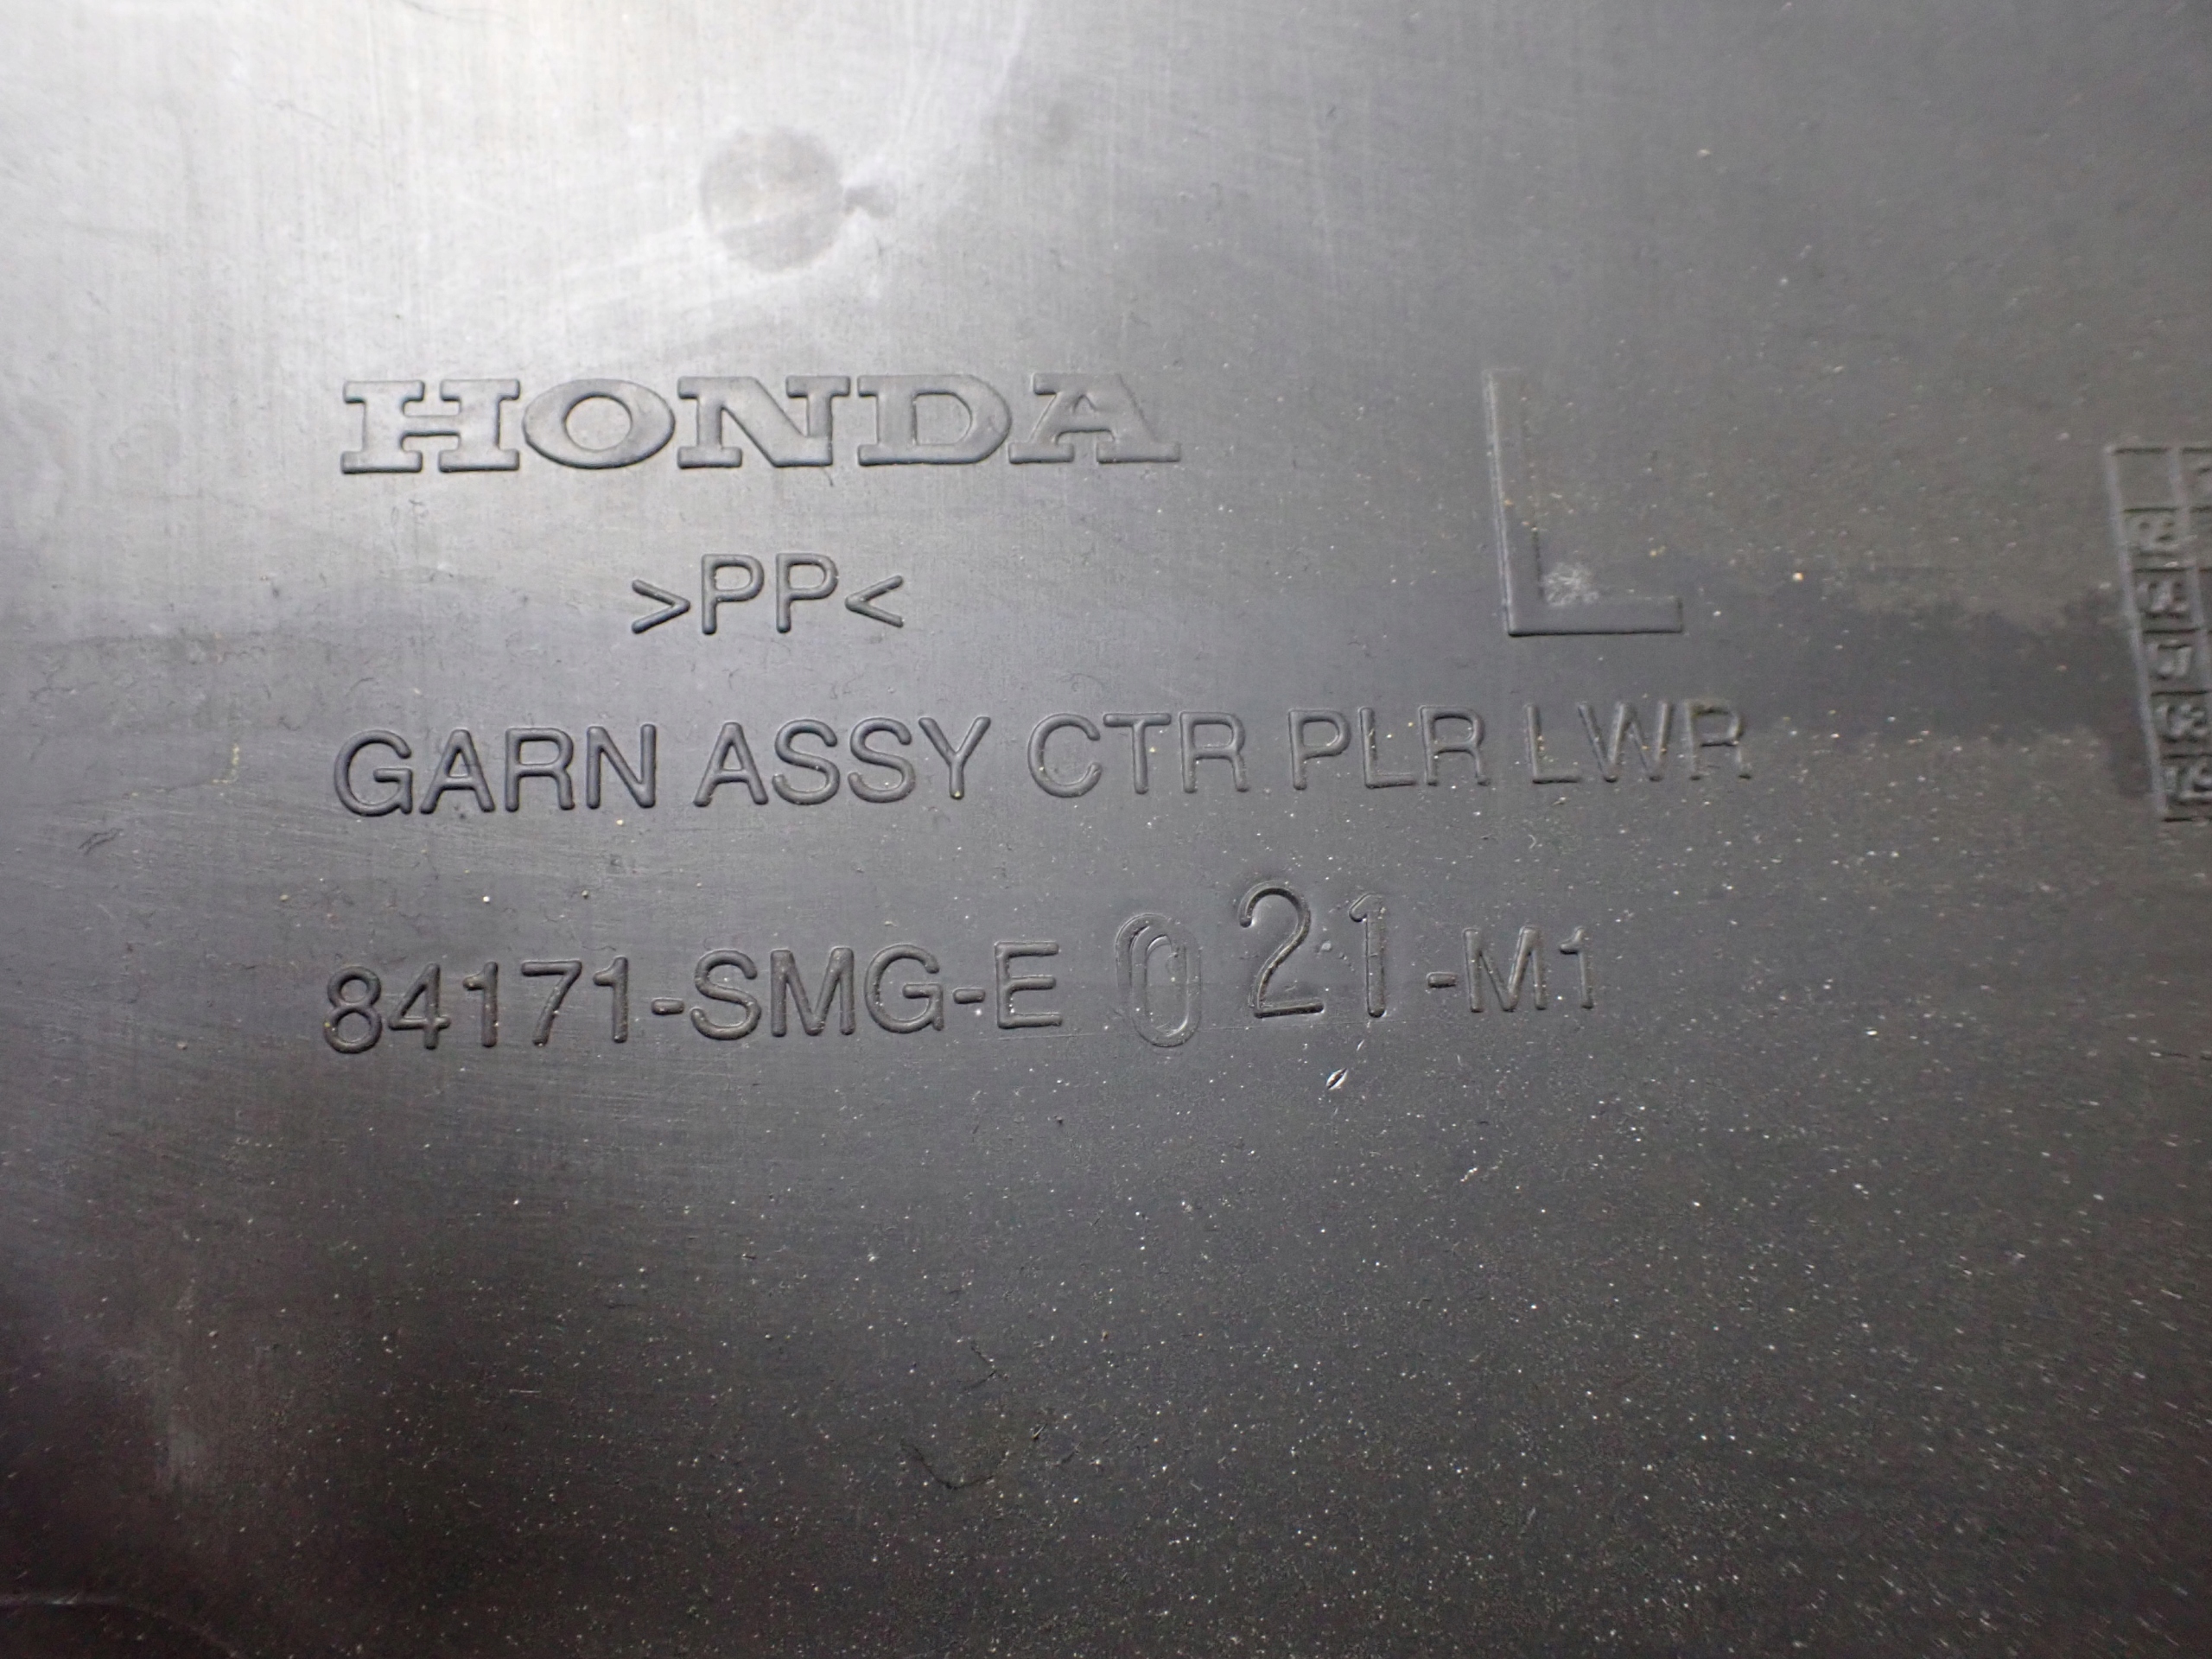 HONDA
L
>PP<
GARN ASSY CTR PLR LWR
84171-SMG-E 021-M1